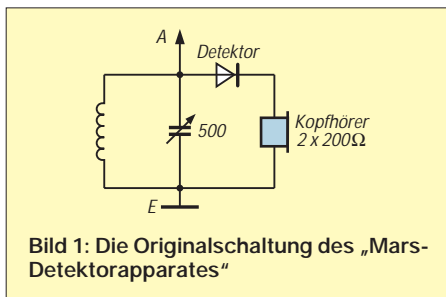 A
Detektor
500
Kopfhörer
2 x 200Ω
E
Bild 1: Die Originalschaltung des „Mars-
Detektorapparates“